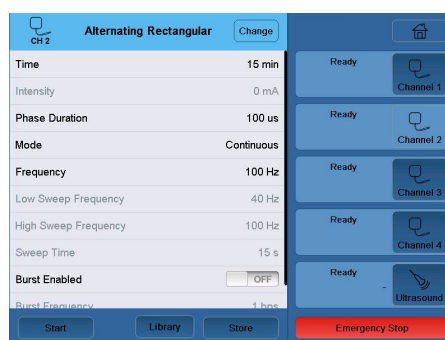 CH 2
Alternating Rectangular
Change
Time 15 min
Intensity 0 mA
Phase Duration 100 us
Mode Continuous
Frequency 100 Hz
Low Sweep Frequency 40 Hz
High Sweep Frequency 100 Hz
Sweep Time 15 s
Burst Enabled OFF
Burst Frequency 1 bps
Start
Library
Store
Ready
Channel 1
Ready
Channel 2
Ready
Channel 3
Ready
Channel 4
Ready
-
Ultrasound
Emergency Stop